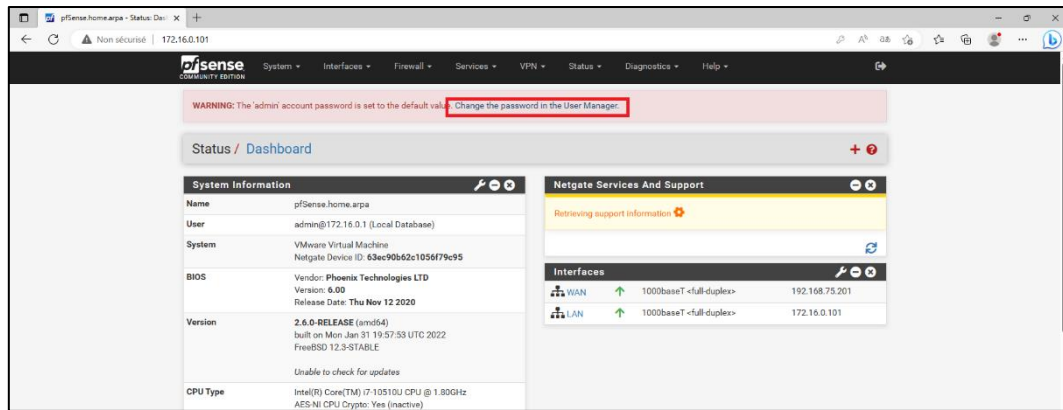 pfSense.home.arpa - Status: Das
Non sécurisé 172.16.0.101
pfsense System Interfaces Firewall Services VPN Status Diagnostics Help
COMMUNITY EDITION
WARNING: The 'admin' account password is set to the default value. Change the password in the User Manager.
Status / Dashboard
System Information
Name pfSense.home.arpa
User admin@172.16.0.1 (Local Database)
System VMware Virtual Machine
Netgate Device ID: 63ec90b62c1056f79c95
BIOS Vendor: Phoenix Technologies LTD
Version: 6.00
Release Date: Thu Nov 12 2020
Version 2.6.0-RELEASE (amd64)
built on Mon Jan 31 19:57:53 UTC 2022
FreeBSD 12.3-STABLE
Unable to check for updates
CPU Type Intel(R) Core(TM) i7-10510U CPU @ 1.80GHz
AES-NI CPU Crypto: Yes (inactive)
Netgate Services And Support
Retrieving support information
Interfaces
WAN 1000baseT <full-duplex> 192.168.75.201
LAN 1000baseT <full-duplex> 172.16.0.101